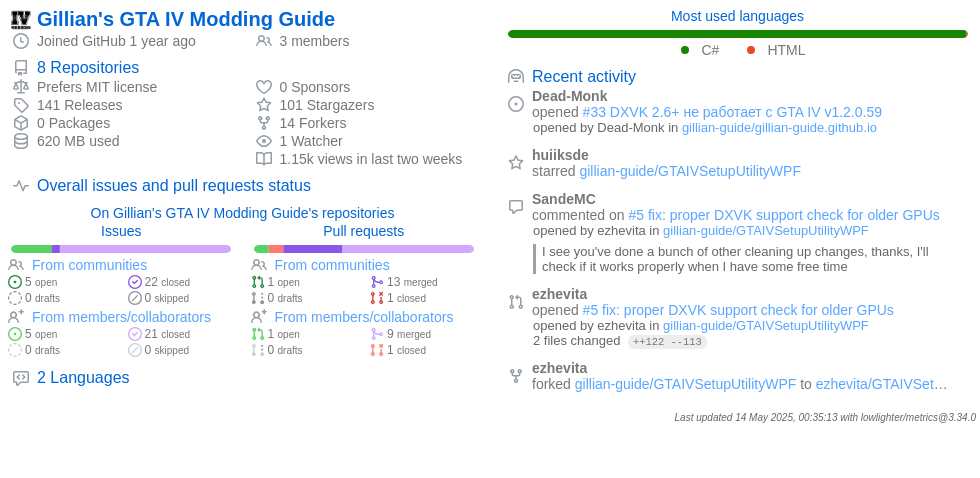 Gillian's GTA IV Modding Guide
Joined GitHub 1 year ago
3 members
8 Repositories
Prefers MIT license
141 Releases
0 Packages
620 MB used
0 Sponsors
101 Stargazers
14 Forkers
1 Watcher
1.15k views in last two weeks
Overall issues and pull requests status
On Gillian's GTA IV Modding Guide's repositories
Issues
From communities
5 open
22 closed
0 drafts
0 skipped
From members/collaborators
5 open
21 closed
0 drafts
0 skipped
Pull requests
From communities
1 open
13 merged
0 drafts
1 closed
From members/collaborators
1 open
9 merged
0 drafts
1 closed
2 Languages
Most used languages
C#
HTML
Recent activity
Dead-Monk
opened #33 DXVK 2.6+ не работает с GTA IV v1.2.0.59
opened by Dead-Monk in gillian-guide/gillian-guide.github.io
huiiksde
starred gillian-guide/GTAIVSetupUtilityWPF
SandeMC
commented on #5 fix: proper DXVK support check for older GPUs
opened by ezhevita in gillian-guide/GTAIVSetupUtilityWPF
I see you've done a bunch of other cleaning up changes, thanks, I'll
check if it works properly when I have some free time
ezhevita
opened #5 fix: proper DXVK support check for older GPUs
opened by ezhevita in gillian-guide/GTAIVSetupUtilityWPF
2 files changed ++122 --113
ezhevita
forked gillian-guide/GTAIVSetupUtilityWPF to ezhevita/GTAIVSet…
Last updated 14 May 2025, 00:35:13 with lowlighter/metrics@3.34.0